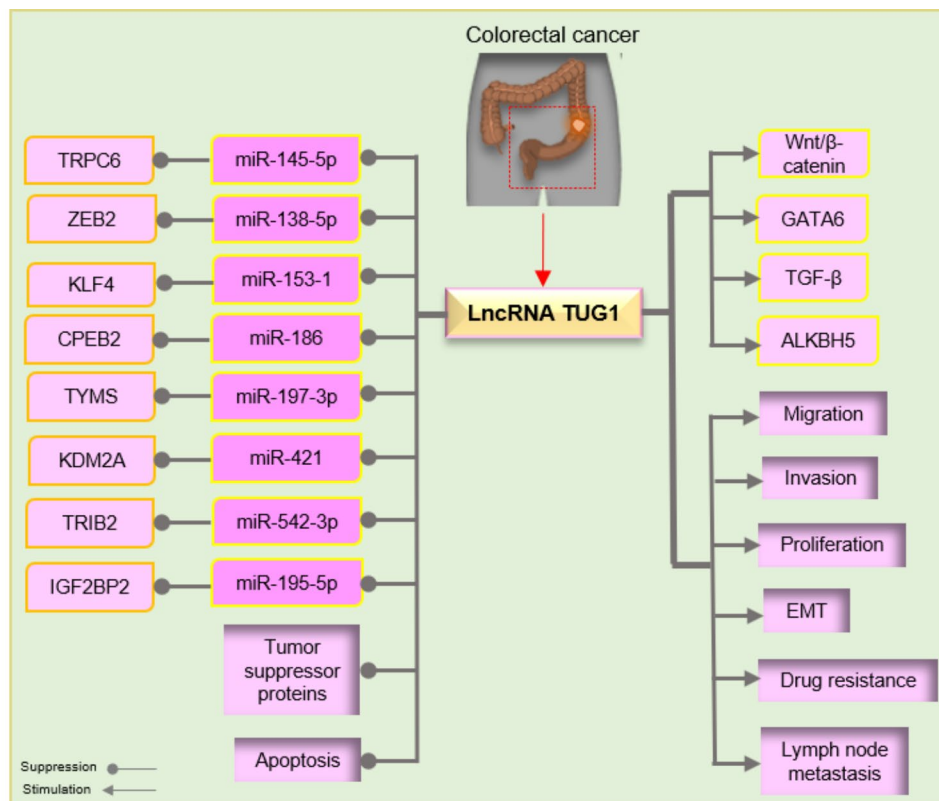 Colorectal cancer
TRPC6
miR-145-5p
ZEB2
miR-138-5p
KLF4
miR-153-1
CPEB2
miR-186
TYMS
miR-197-3p
KDM2A
miR-421
TRIB2
miR-542-3p
IGF2BP2
miR-195-5p
Tumor
suppressor
proteins
Apoptosis
LncRNA TUG1
Wnt/β-
catenin
GATA6
TGF-β
ALKBH5
Migration
Invasion
Proliferation
EMT
Drug resistance
Lymph node
metastasis
Suppression
Stimulation